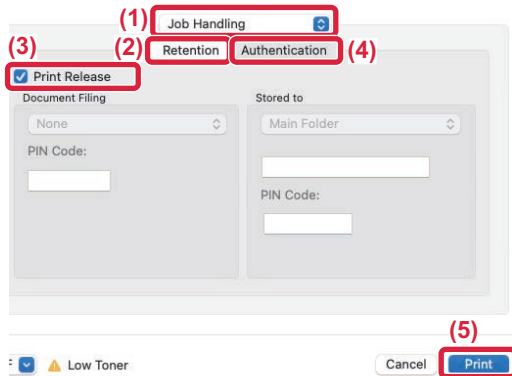 (1) Job Handling
(3) (2) Retention Authentication (4)
Print Release
Document Filing Stored to
None Main Folder
PIN Code:
PIN Code:
(5)
Low Toner Cancel Print